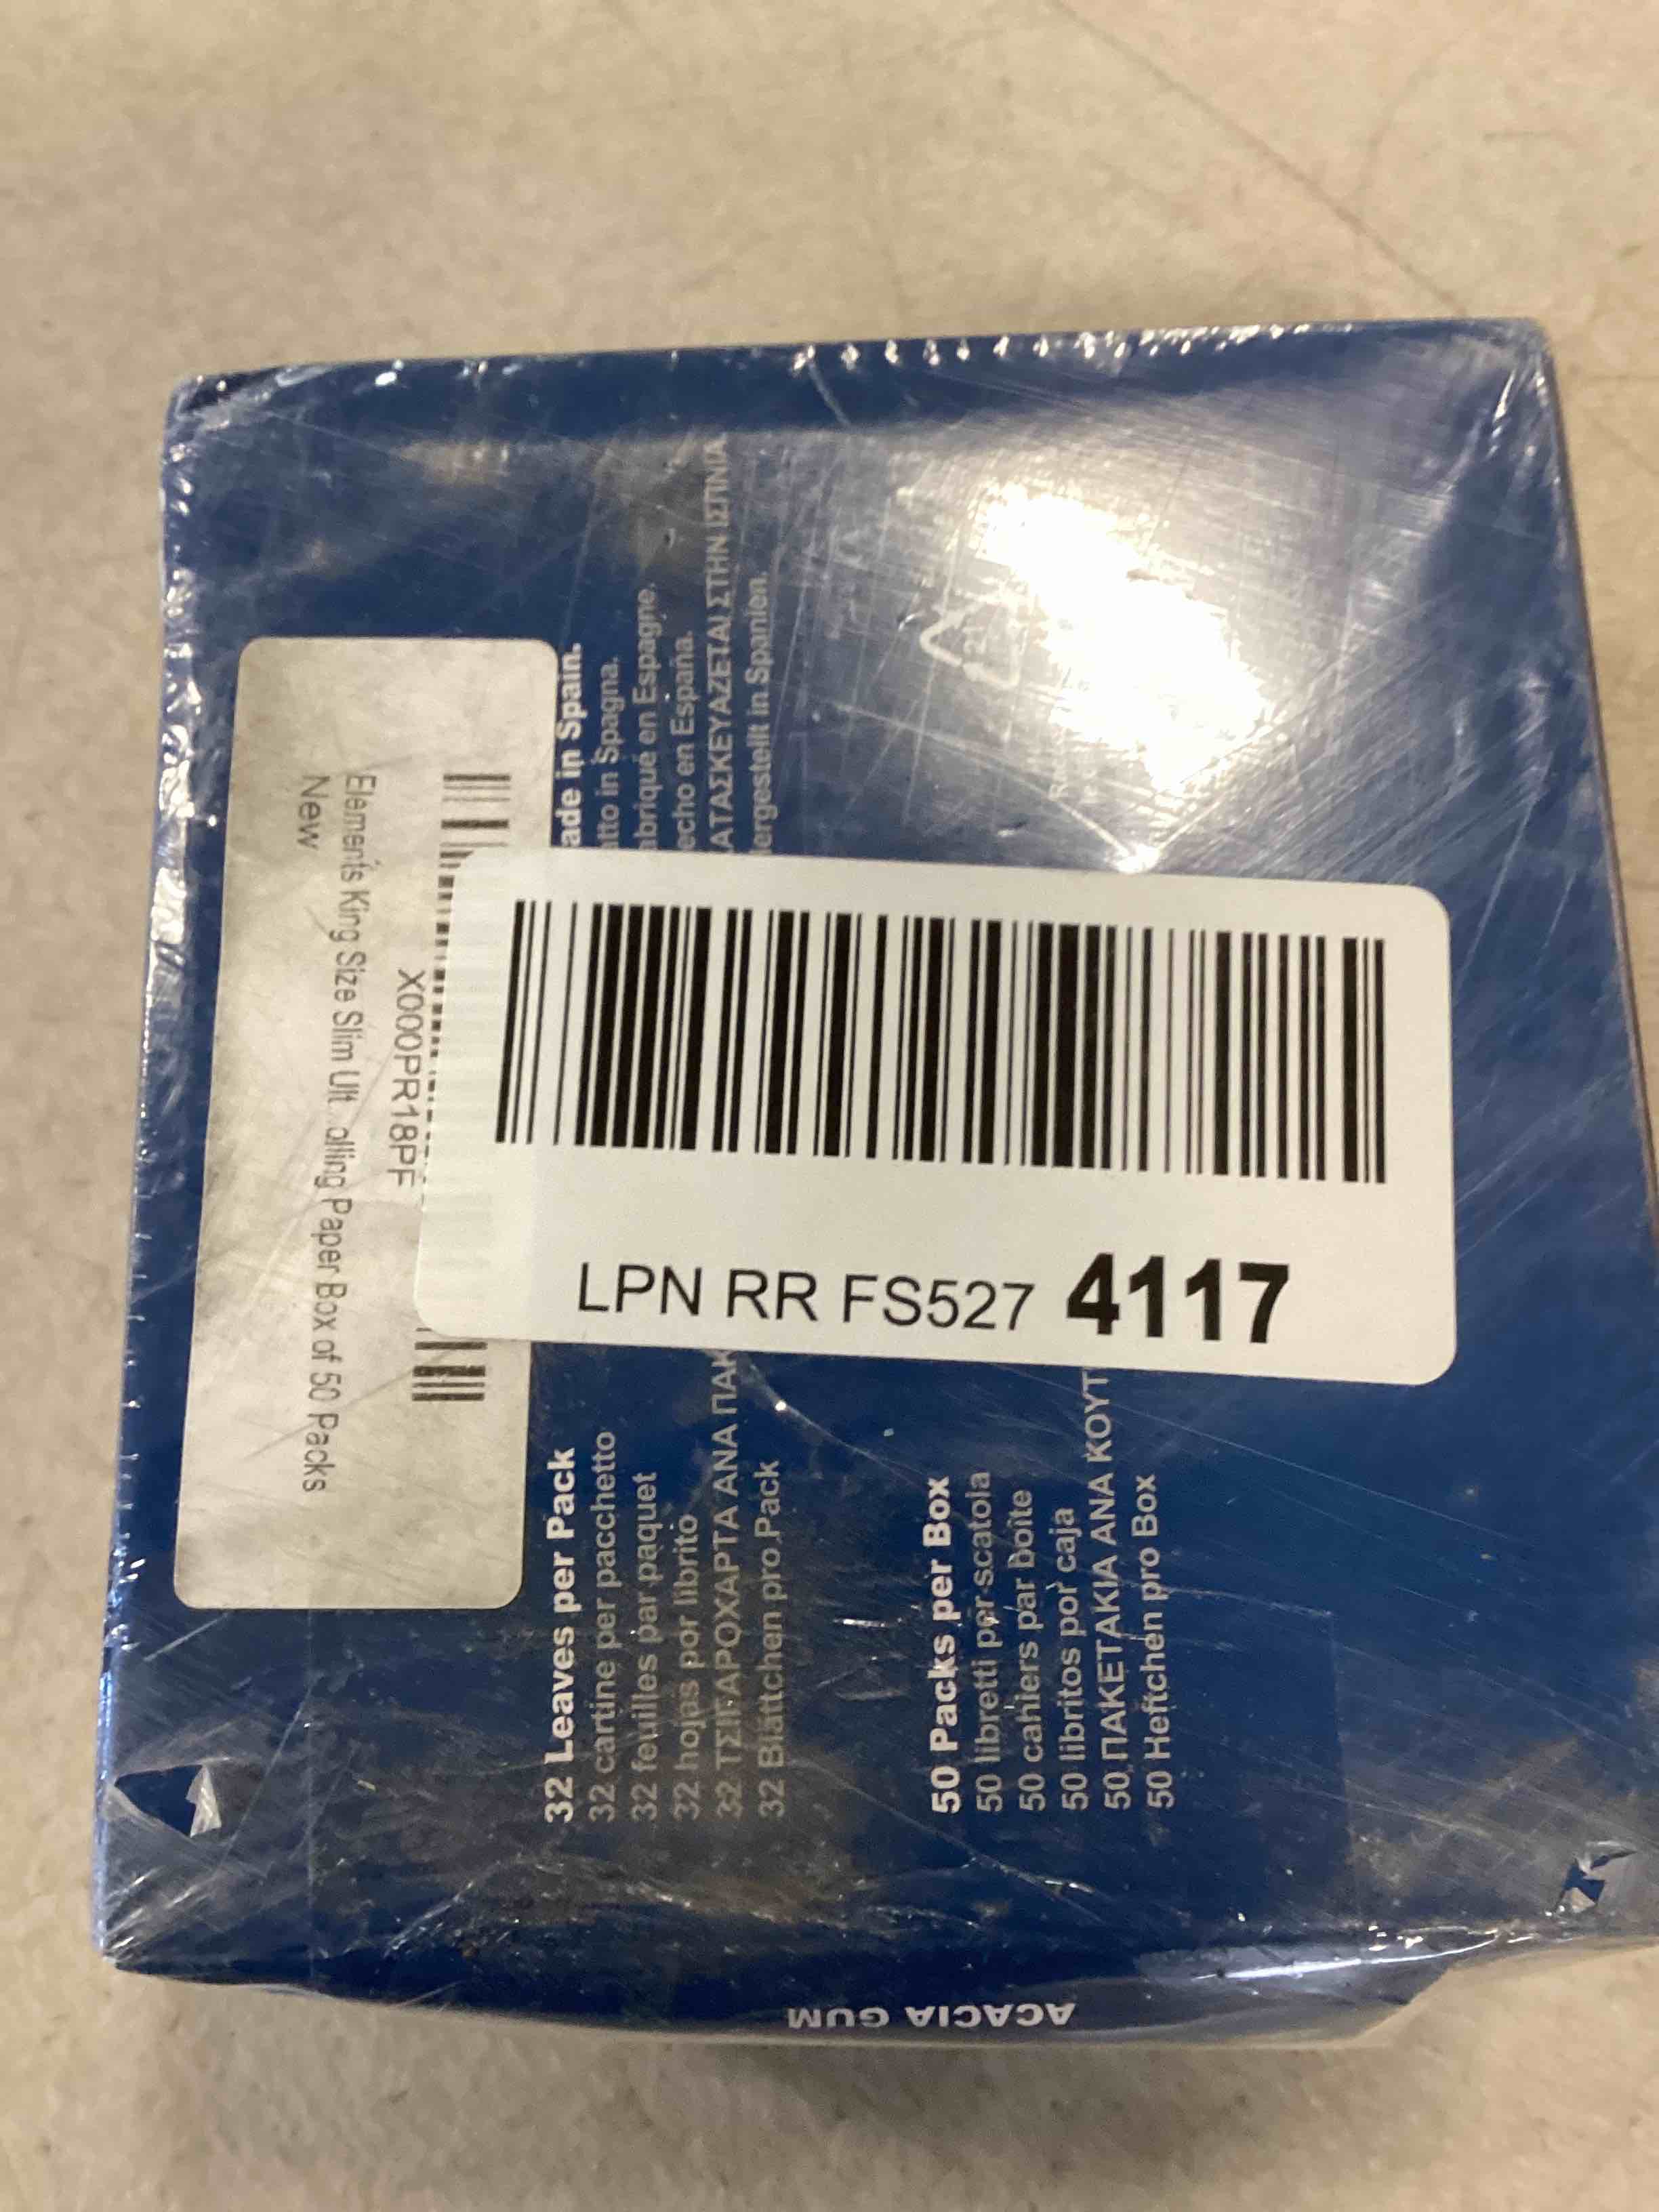 Elements King Size Slim Ult...olling Paper Box of 50 Packs
New
X000PR18PF
LPN RR FS527 4117
ade in Spain.
atto in Spagna.
abriqué en Espagne.
echo en España.
ΑΤΑΣΚΕΥΑΖΕΤΑΙ ΣΤΗΝ ΙΣΠΑΝΙΑ
ergestellt in Spanien.
21
32 Leaves per Pack
32 cartine per pacchetto
32 feuilles par paquet
32 hojas por librito
32 ΤΣΙΓΑΡΟΧΑΡΤΑ ΑΝΑ ΠΑΚ
32 Blättchen pro Pack
50 Packs per Box
50 libretti per scatola
50 cahiers par boîte
50 libritos por caja
50 ΠΑΚΕΤΑΚΙΑ ΑΝΑ ΚΟΥΤ
50 Heftchen pro Box
ACACIA GUM